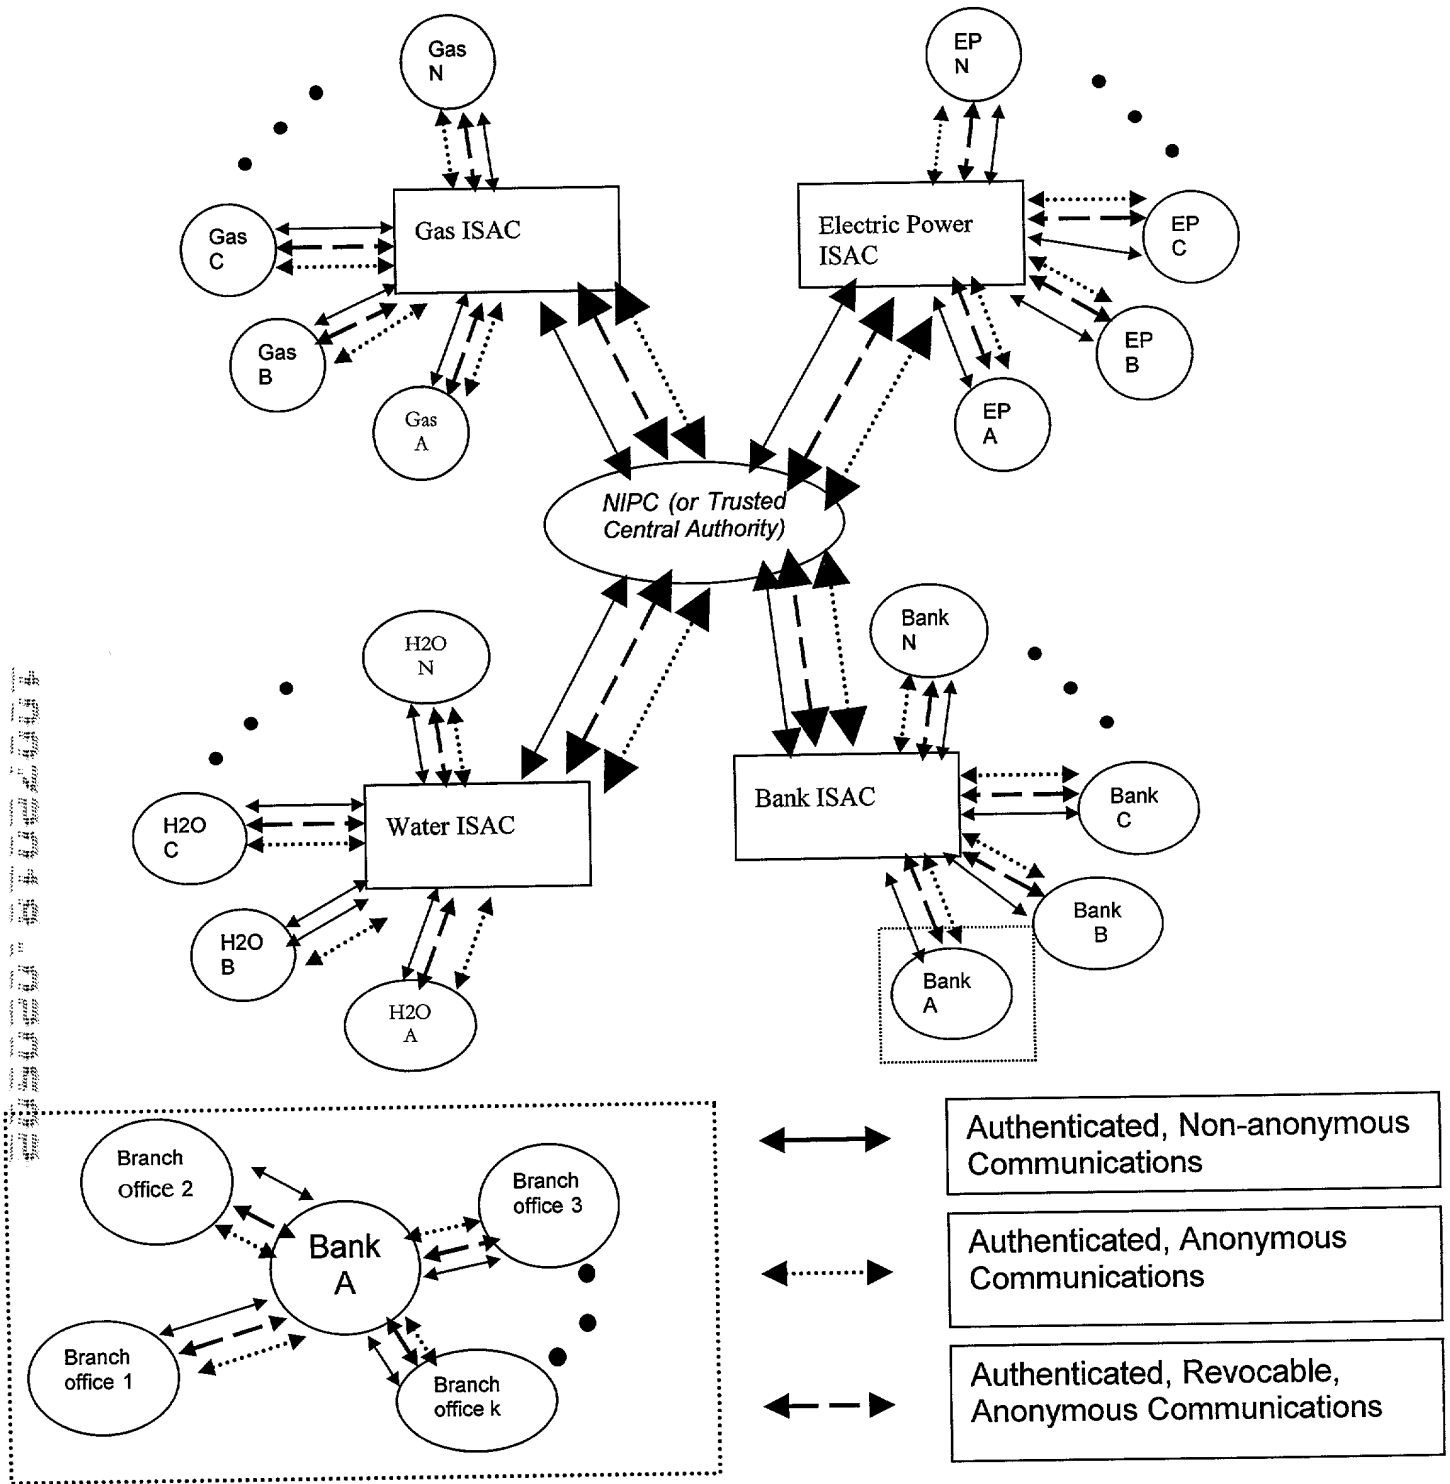 Gas
N
EP
N
Gas
C
Gas ISAC
Electric Power
ISAC
EP
C
Gas
B
EP
B
Gas
A
EP
A
NIPC (or Trusted
Central Authority)
H2O
N
Bank
N
H2O
C
Water ISAC
Bank ISAC
Bank
C
H2O
B
Bank
B
H2O
A
Bank
A
Branch
office 2
Branch
office 3
Bank
A
Branch
office 1
Branch
office k
Authenticated, Non-anonymous
Communications
Authenticated, Anonymous
Communications
Authenticated, Revocable,
Anonymous Communications